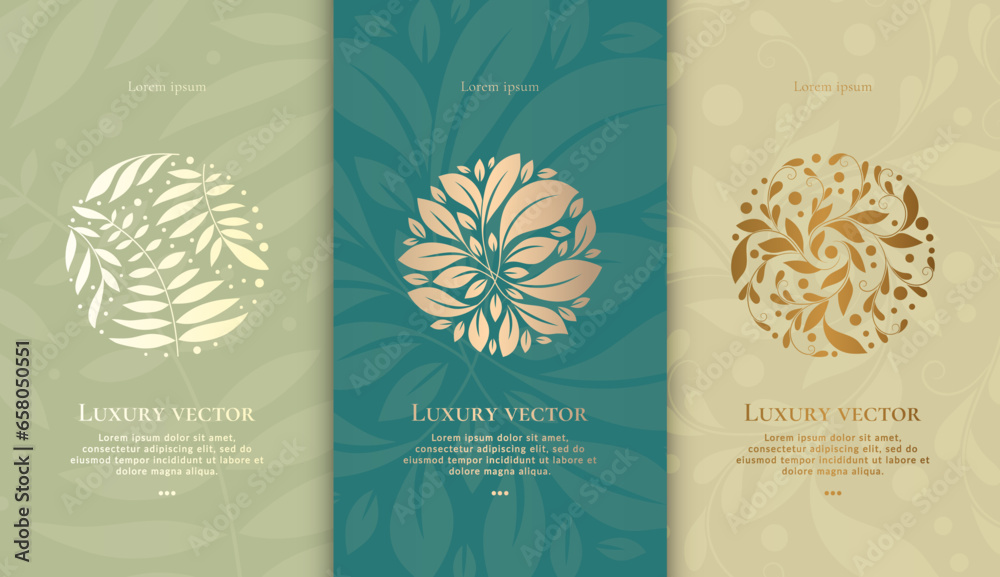 Lorem ipsum
LUXURY VECTOR
Lorem ipsum dolor sit amet,
consectetur adipiscing elit, sed do
eiusmod tempor incididunt ut labore et
dolore magna aliqua.
Lorem ipsum
LUXURY VECTOR
Lorem ipsum dolor sit amet,
consectetur adipiscing elit, sed do
eiusmod tempor incididunt ut labore et
dolore magna aliqua.
Lorem ipsum
LUXURY VECTOR
Lorem ipsum dolor sit amet,
consectetur adipiscing elit, sed do
eiusmod tempor incididunt ut labore et
dolore magna aliqua.
Adobe Stock | #658050551